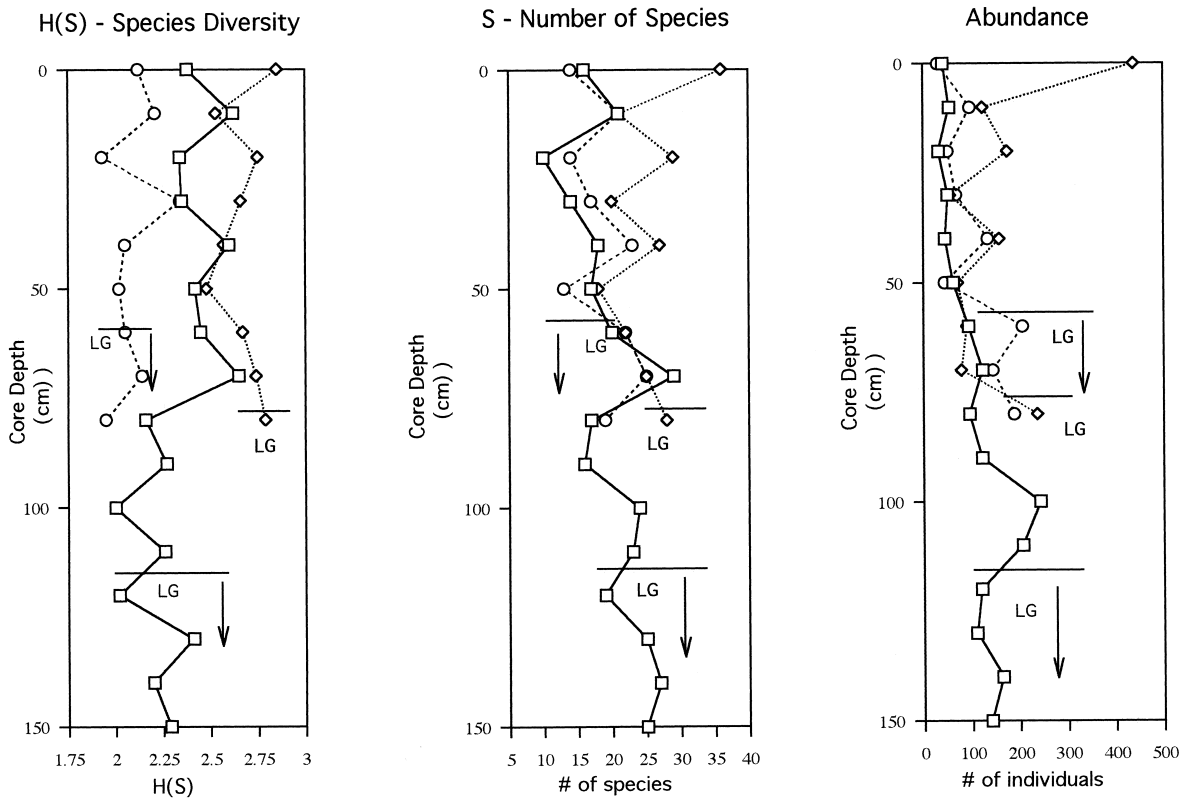 H(S) - Species Diversity
0
50
100
150
Core Depth
(cm))
LG
LG
LG
1.75
2
2.25
2.5
2.75
3
H(S)
S - Number of Species
0
50
100
150
Core Depth
(cm))
LG
LG
LG
5
10
15
20
25
30
35
40
# of species
Abundance
0
50
100
150
Core Depth
(cm))
LG
LG
LG
0
100
200
300
400
500
# of individuals